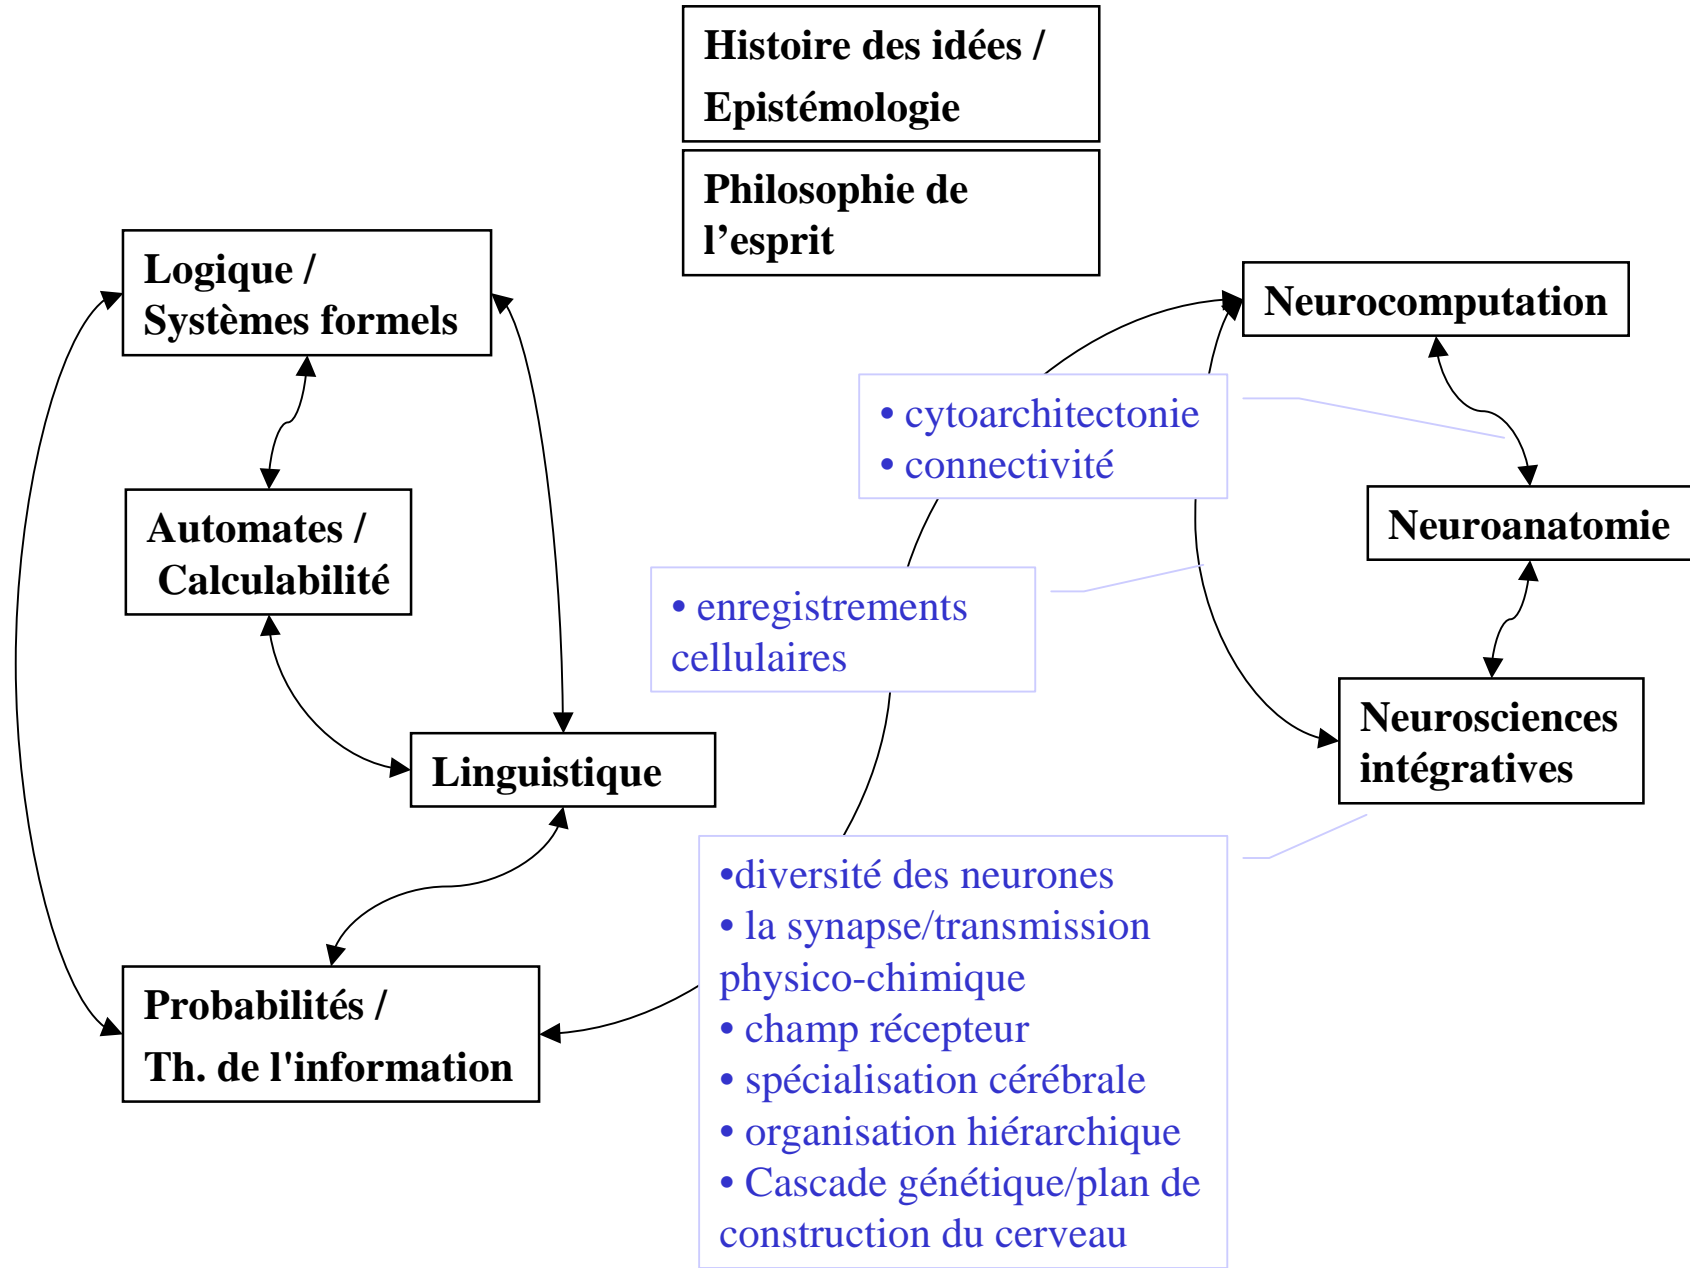 Histoire des idées /
Epistémologie
Philosophie de
l’esprit
Logique /
Systèmes formels
Neurocomputation
• cytoarchitectonie
• connectivité
Automates /
Calculabilité
Neuroanatomie
• enregistrements
cellulaires
Neurosciences
intégratives
Linguistique
•diversité des neurones
• la synapse/transmission
physico-chimique
• champ récepteur
• spécialisation cérébrale
• organisation hiérarchique
• Cascade génétique/plan de
construction du cerveau
Probabilités /
Th. de l'information